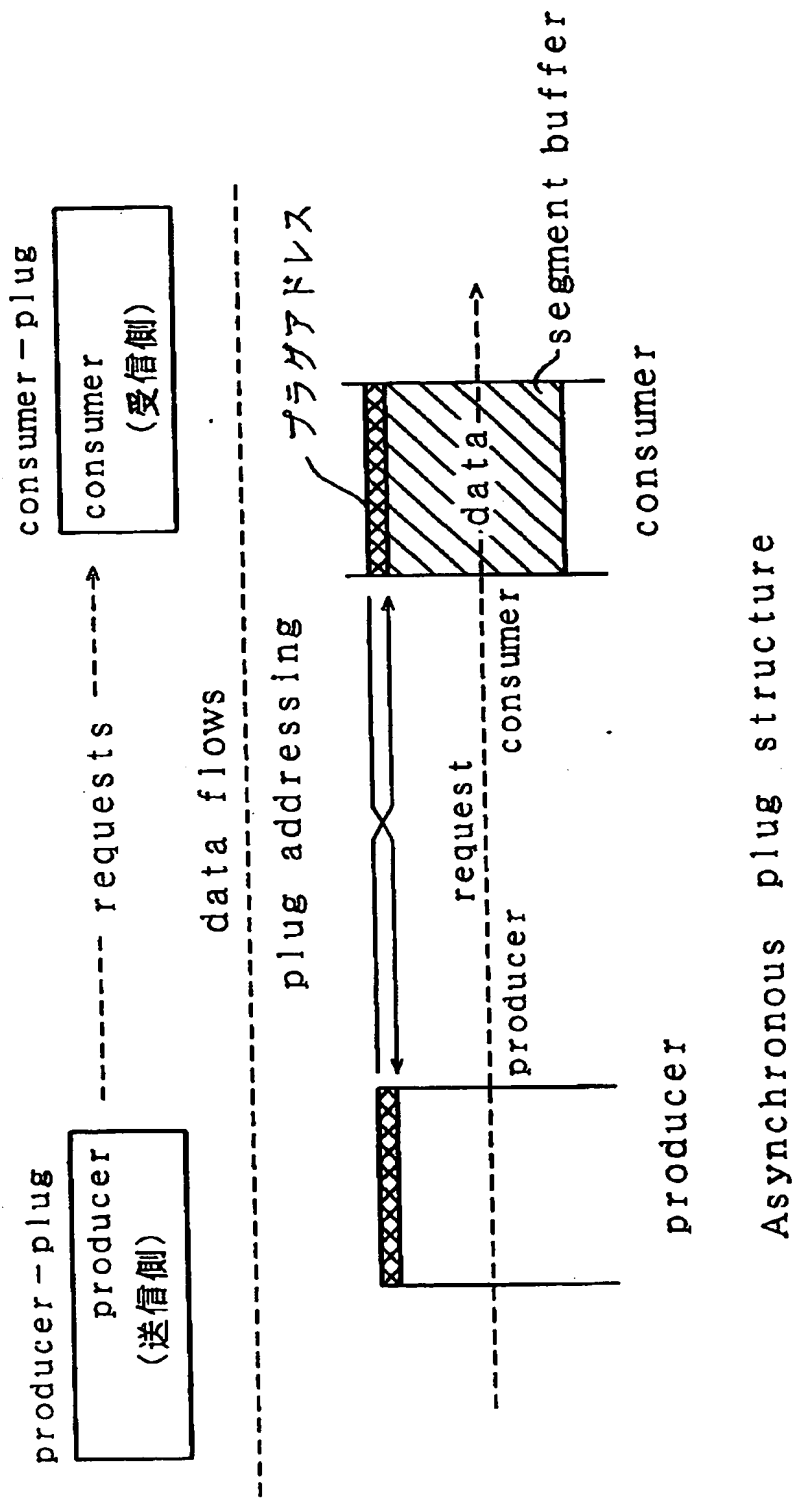 producer-plug
producer
(送信側)
requests
consumer-plug
consumer
(受信側)
data flows
plug addressing
プラグアドレス
request
producer
consumer
data
segment buffer
producer
consumer
Asynchronous plug structure